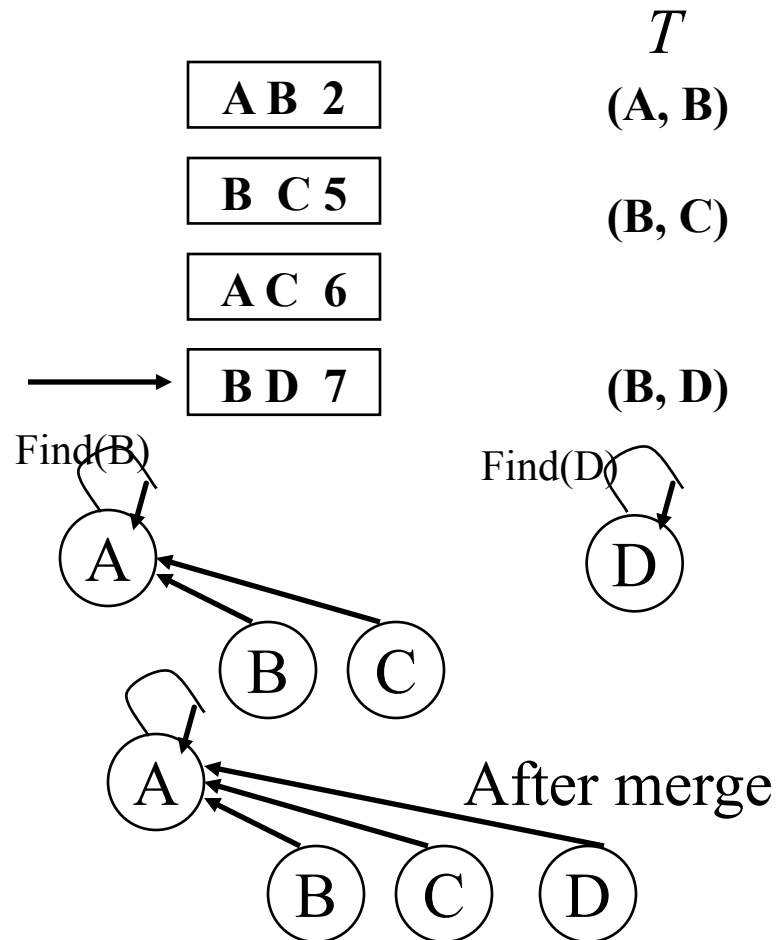 T
A B 2 (A, B)
B C 5 (B, C)
A C 6
B D 7 (B, D)
Find(B) Find(D)
A D
B C
A After merge
B C D